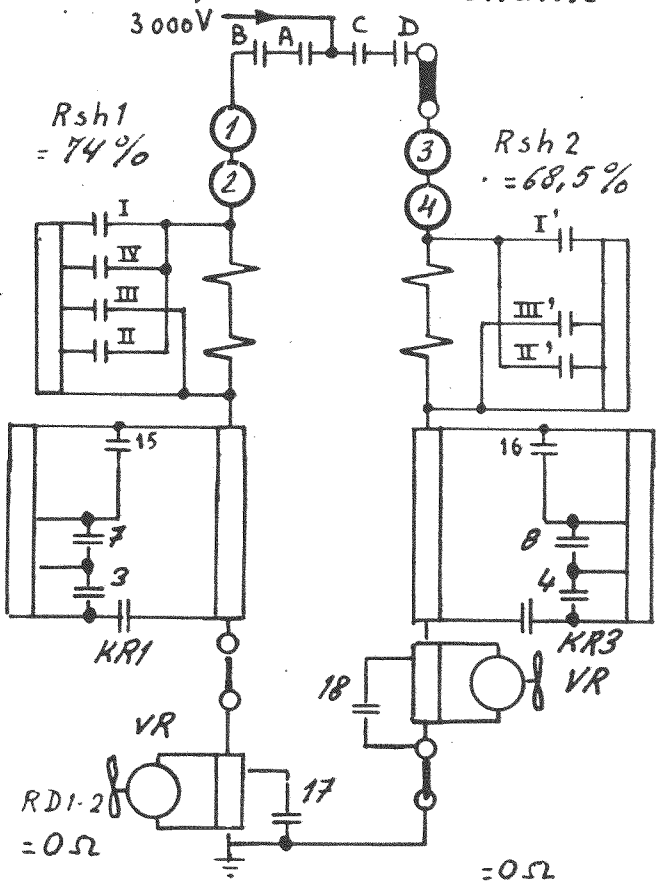 3000V
B A C D
Rsh1
= 74 %
1
2
3
4
Rsh2
= 68,5 %
I
IV
III
II
I'
III'
II'
15
7
3
KR1
16
8
4
KR3
18
VR
VR
RD1-2
= 0 Ω
17
= 0 Ω